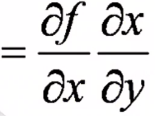 = ∂f/∂x ∂x/∂y